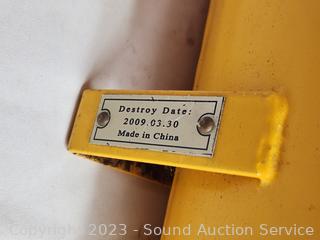 Destroy Date:
2009.03.30
Made in China
Copyright 2023 - Sound Auction Service